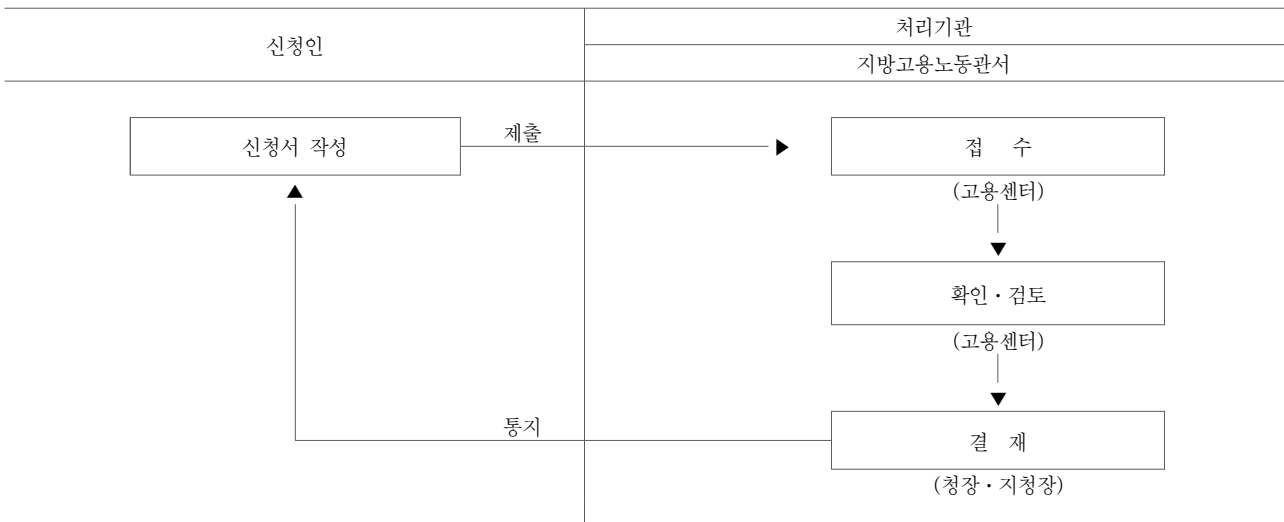 신청인
처리기관
지방고용노동관서
신청서 작성
제출
접 수
(고용센터)
확인·검토
(고용센터)
통지
결 재
(청장·지청장)